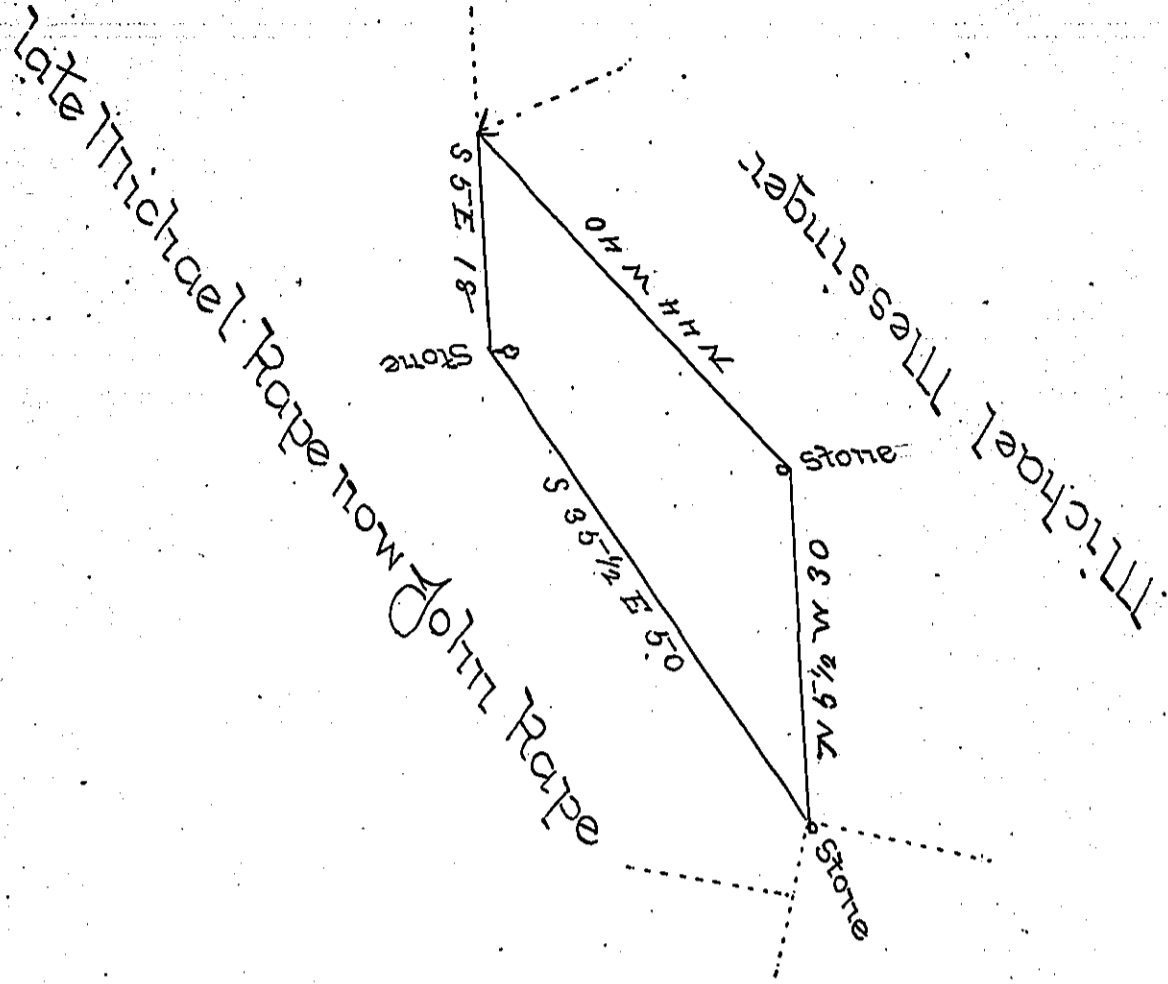 late Michael Rape now John Rape
Michael Messinger
S 5 E 18
N 44 W 40
Stone
Stone
S 35 1/2 E 50
N 5 1/2 W 30
Stone